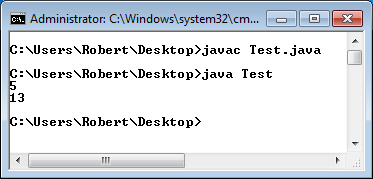 Administrator: C:\Windows\system32\cm...
C:\Users\Robert\Desktop>javac Test.java
C:\Users\Robert\Desktop>java Test
5
13
C:\Users\Robert\Desktop>